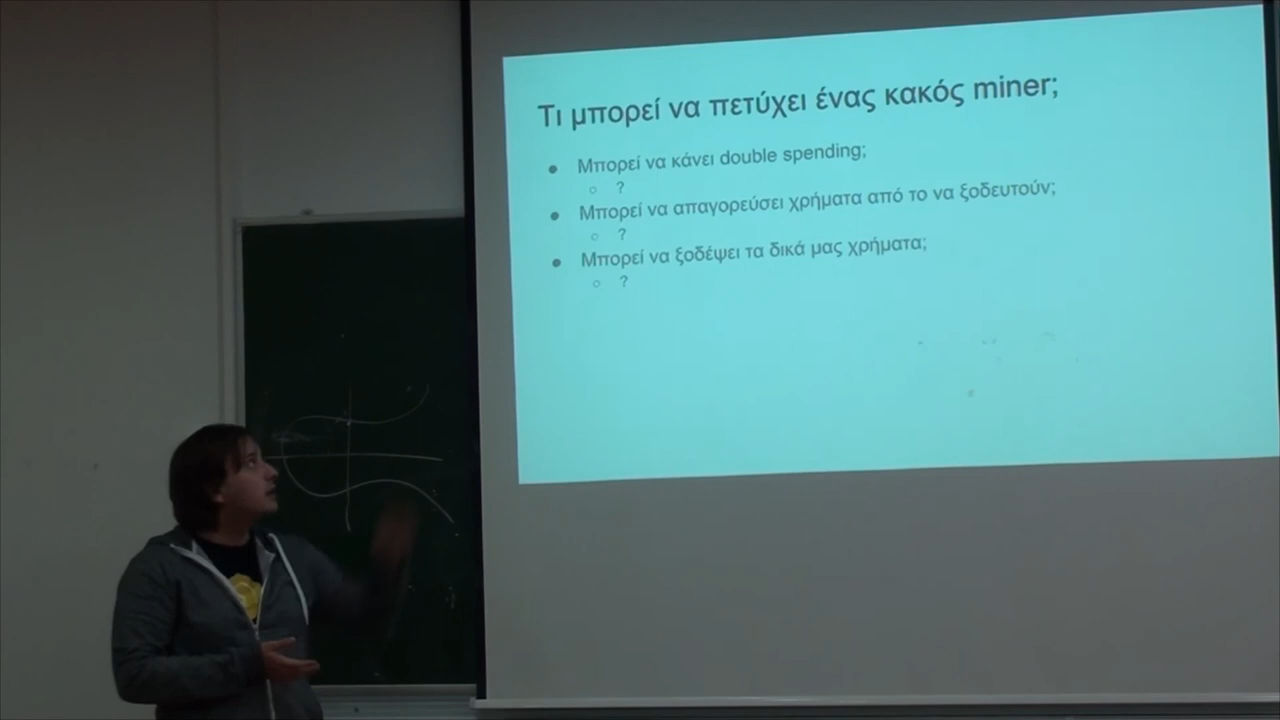 Τι μπορεί να πετύχει ένας κακός miner;
● Μπορεί να κάνει double spending;
○ ?
● Μπορεί να απαγορεύσει χρήματα από το να ξοδευτούν;
○ ?
● Μπορεί να ξοδέψει τα δικά μας χρήματα;
○ ?